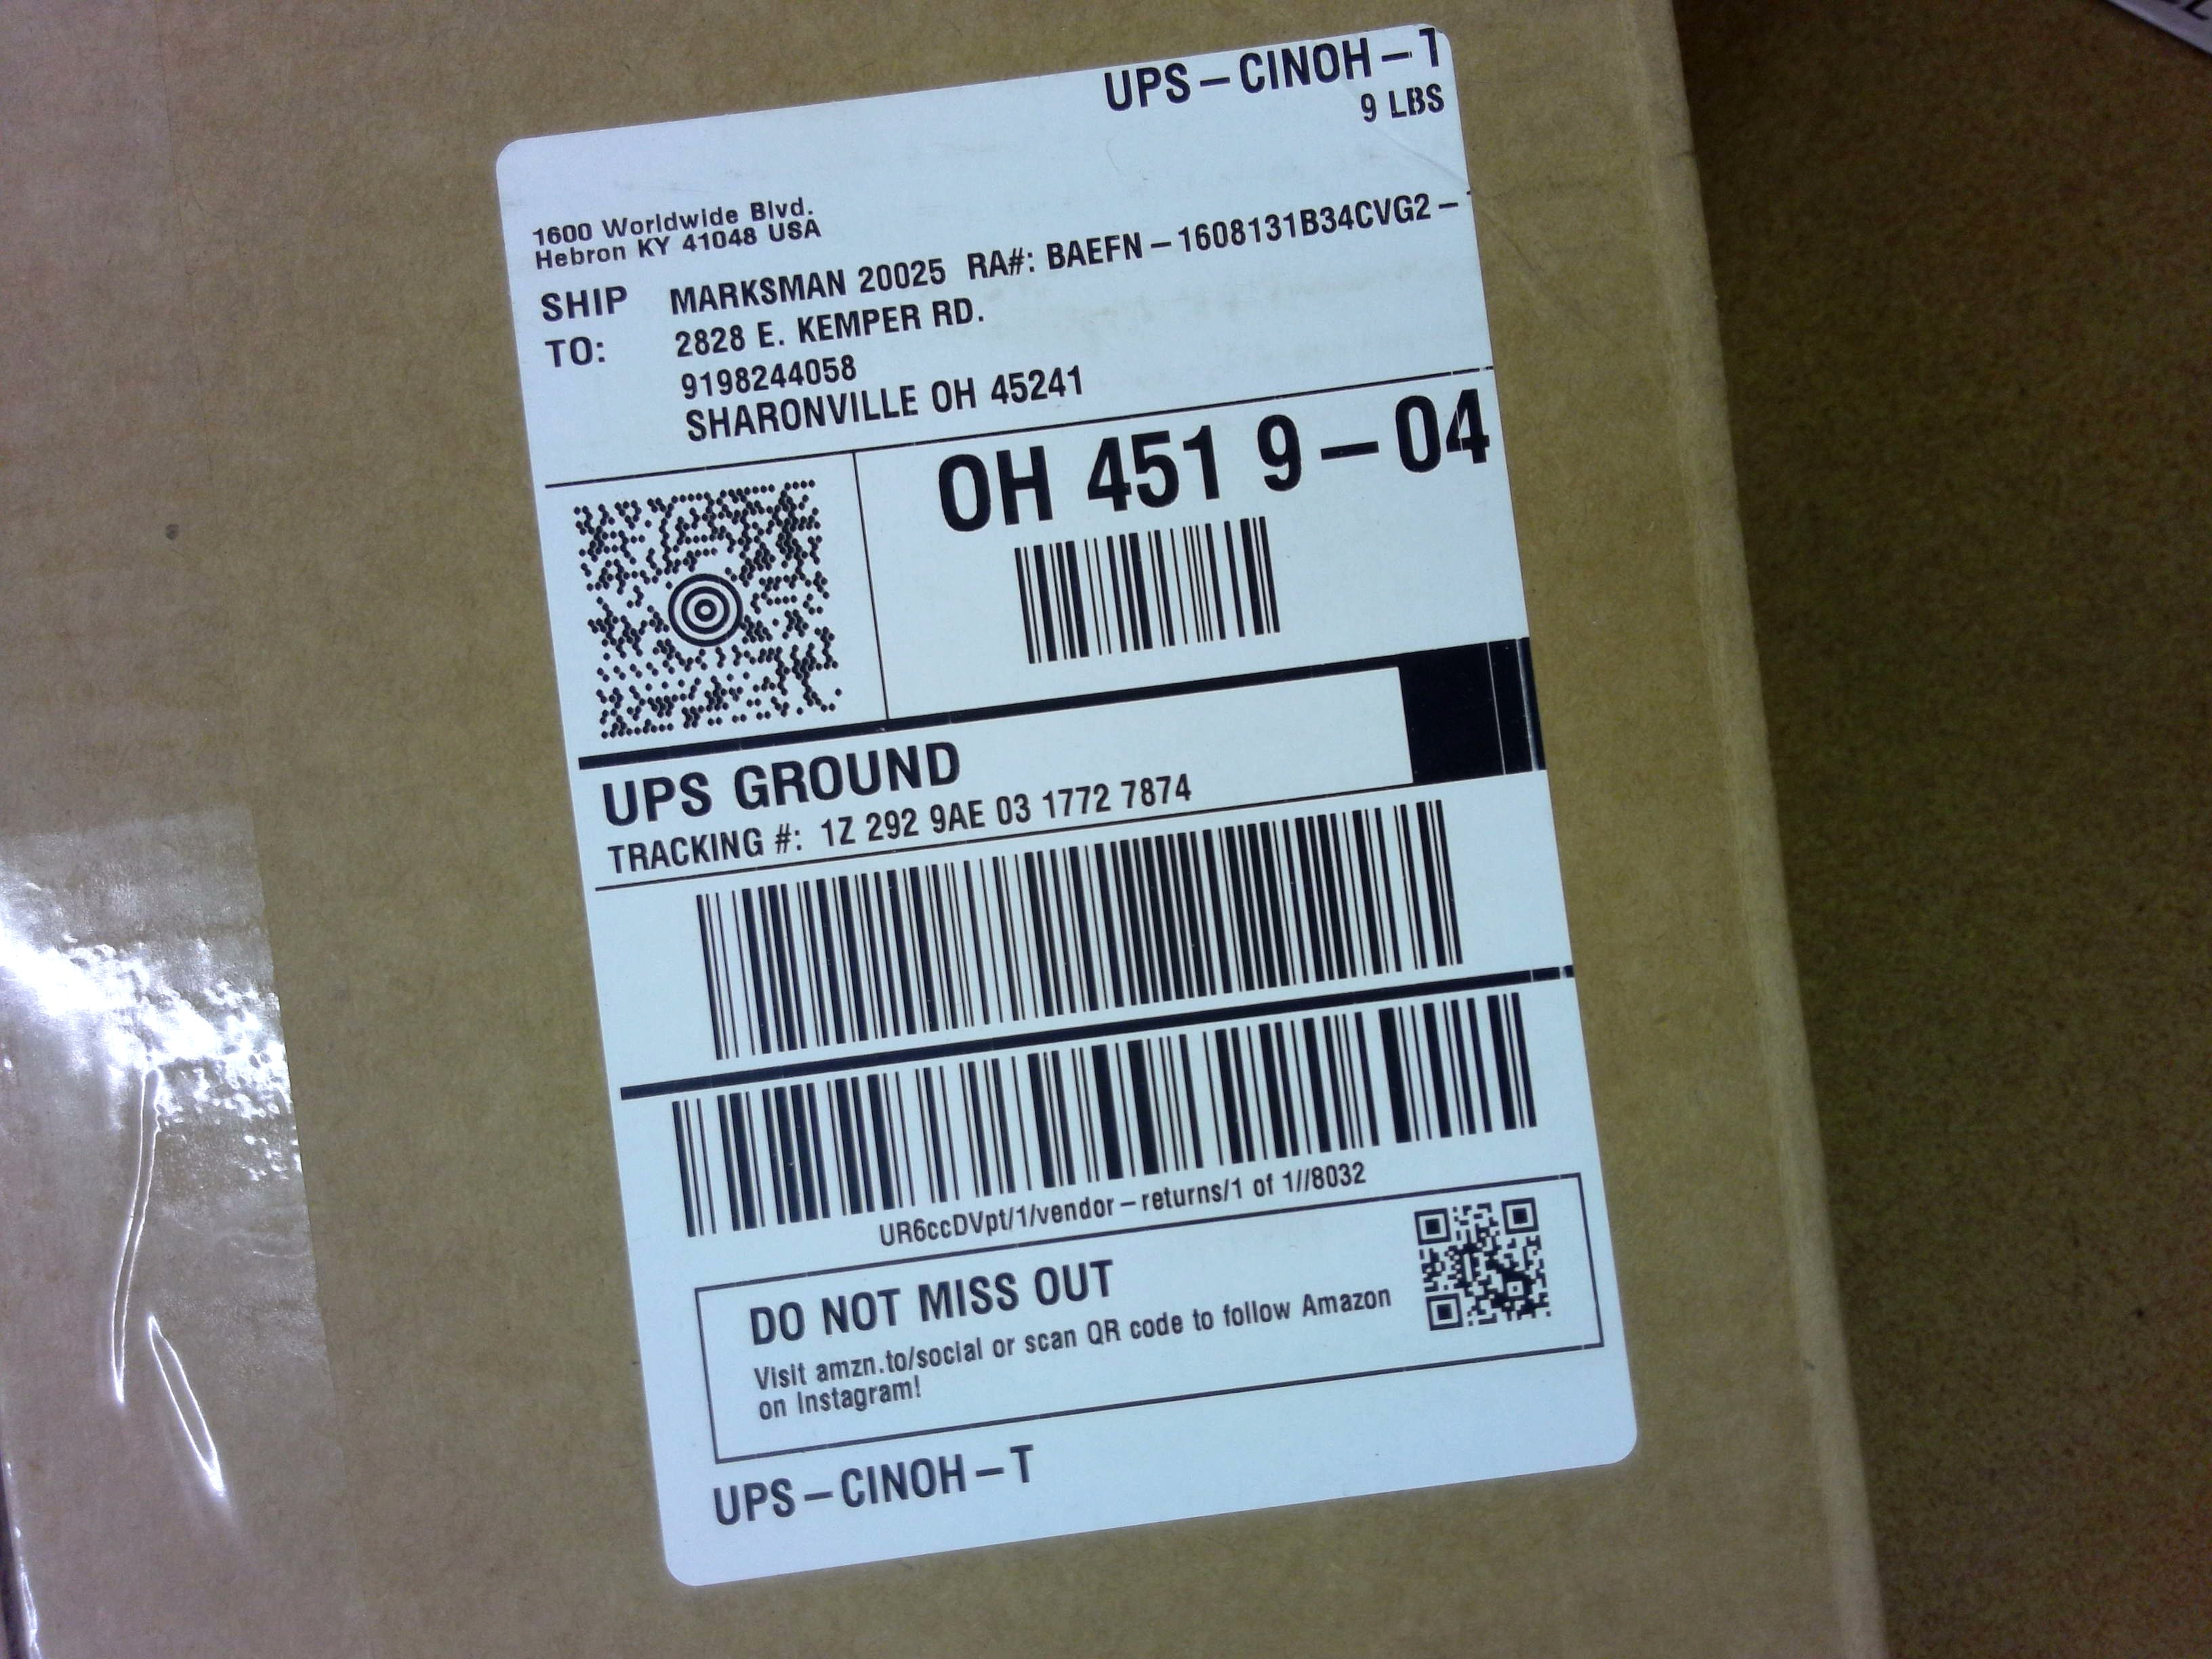 UPS-CINOH-T
9 LBS
1600 Worldwide Blvd.
Hebron KY 41048 USA
SHIP TO: MARKSMAN 20025 RA#: BAEFN-1608131B34CVG2-
2828 E. KEMPER RD.
9198244058
SHARONVILLE OH 45241
OH 451 9-04
UPS GROUND
TRACKING #: 1Z 292 9AE 03 1772 7874
UR6ccDVpt/1/vendor-returns/1 of 1//8032
DO NOT MISS OUT
Visit amzn.to/social or scan QR code to follow Amazon
on Instagram!
UPS-CINOH-T